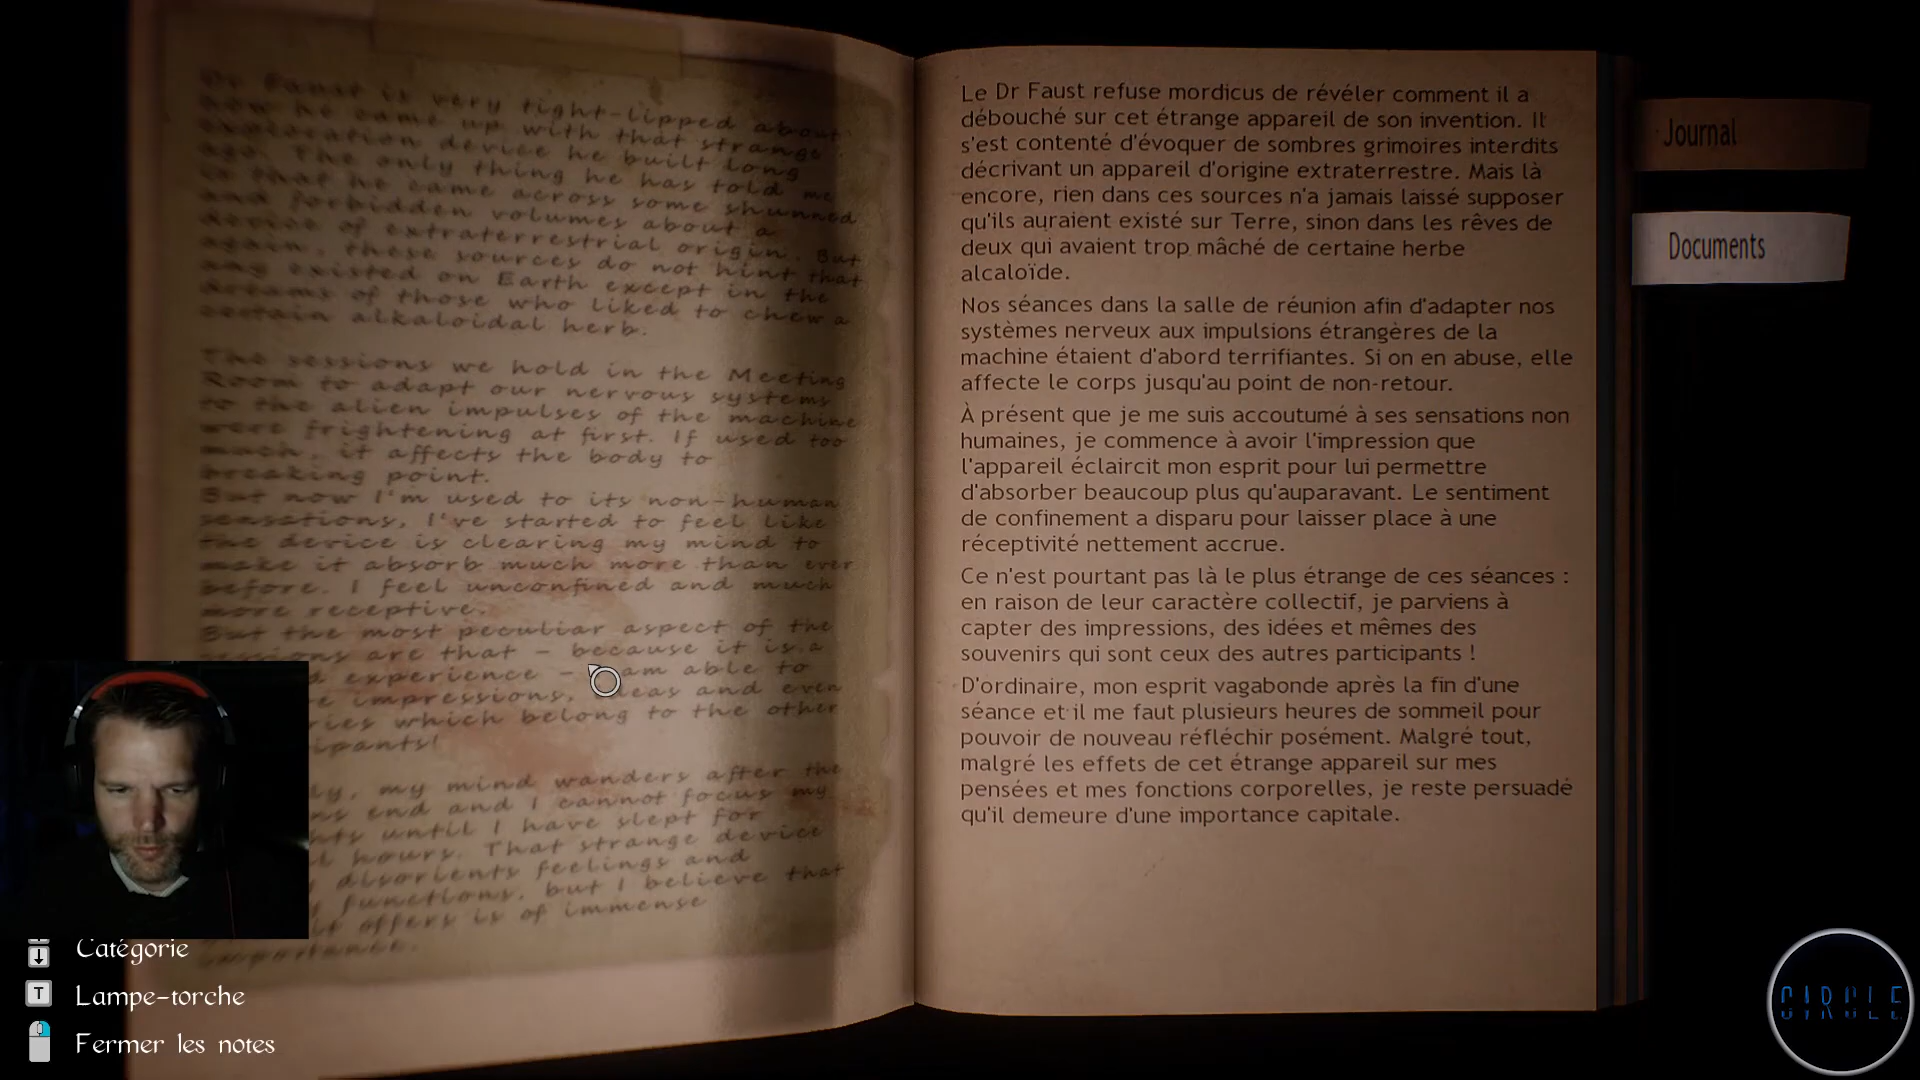 Dr Faust is very tight-lipped about
how he came up with that strange
exploration device he built long
ago. The only thing he has told me
is that he came across some shunned
and forbidden volumes about a
device of extraterrestrial origin. But
again, these sources do not hint that
any existed on Earth except in the
dreams of those who liked to chew a
certain alkaloidal herb.
The sessions we hold in the Meeting
Room to adapt our nervous systems
to the alien impulses of the machine
were frightening at first. If used too
much, it affects the body to
breaking point.
But now I'm used to its non-human
sensations, I've started to feel like
the device is clearing my mind to
make it absorb much more than ever
before. I feel unconfined and much
more receptive.
But the most peculiar aspect of the
sessions are that - because it is a
experience - am able to
impressions, ideas and even
which belong to the other
my mind wanders after the
end and I cannot focus my
until I have slept for
hours. That strange device
disorients feelings and
functions, but I believe that
it offers is of immense
importance.
Le Dr Faust refuse mordicus de révéler comment il a
débouché sur cet étrange appareil de son invention. Il
s'est contenté d'évoquer de sombres grimoires interdits
décrivant un appareil d'origine extraterrestre. Mais là
encore, rien dans ces sources n'a jamais laissé supposer
qu'ils auraient existé sur Terre, sinon dans les rêves de
deux qui avaient trop mâché de certaine herbe
alcaloïde.
Nos séances dans la salle de réunion afin d'adapter nos
systèmes nerveux aux impulsions étrangères de la
machine étaient d'abord terrifiantes. Si on en abuse, elle
affecte le corps jusqu'au point de non-retour.
À présent que je me suis accoutumé à ses sensations non
humaines, je commence à avoir l'impression que
l'appareil éclaircit mon esprit pour lui permettre
d'absorber beaucoup plus qu'auparavant. Le sentiment
de confinement a disparu pour laisser place à une
réceptivité nettement accrue.
Ce n'est pourtant pas là le plus étrange de ces séances :
en raison de leur caractère collectif, je parviens à
capter des impressions, des idées et mêmes des
souvenirs qui sont ceux des autres participants !
D'ordinaire, mon esprit vagabonde après la fin d'une
séance et il me faut plusieurs heures de sommeil pour
pouvoir de nouveau réfléchir posément. Malgré tout,
malgré les effets de cet étrange appareil sur mes
pensées et mes fonctions corporelles, je reste persuadé
qu'il demeure d'une importance capitale.
Journal
Documents
Catégorie
T Lampe-torche
Fermer les notes
CIRCLE